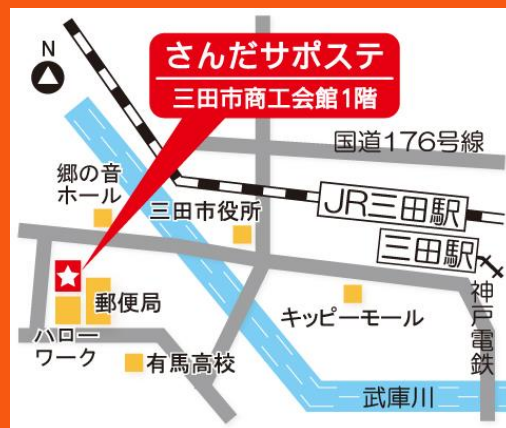 N
さんだサポステ
三田市商工会館1階
国道176号線
郷の音
ホール
三田市役所
JR三田駅
三田駅
神戸電鉄
郵便局
キッピーモール
ハロー
ワーク
有馬高校
武庫川